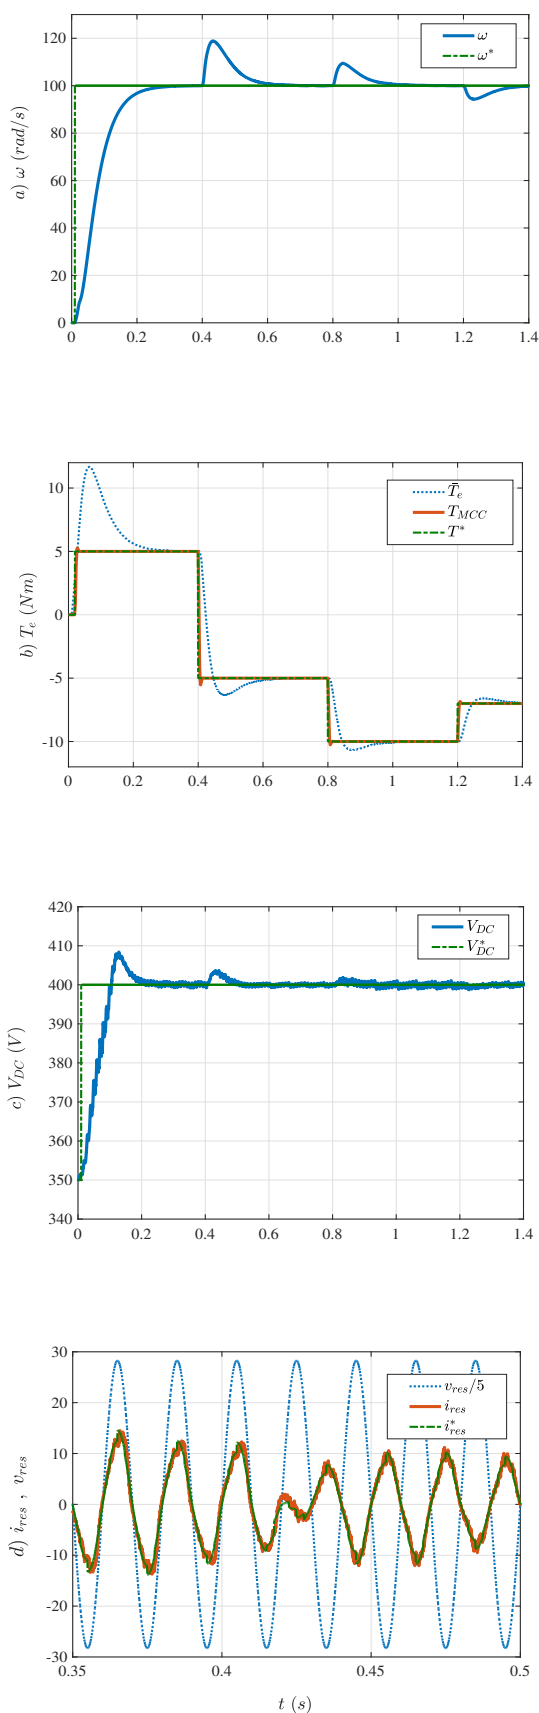 120
100
80
60
40
20
0
a) ω (rad/s)
ω
ω*
0 0.2 0.4 0.6 0.8 1 1.2 1.4
10
5
0
-5
-10
b) T_e (Nm)
T̄_e
T_MCC
T*
0 0.2 0.4 0.6 0.8 1 1.2 1.4
420
410
400
390
380
370
360
350
340
c) V_DC (V)
V_DC
V*_DC
0 0.2 0.4 0.6 0.8 1 1.2 1.4
30
20
10
0
-10
-20
-30
d) i_res , v_res
v_res/5
i_res
i*_res
0.35 0.4 0.45 0.5
t (s)